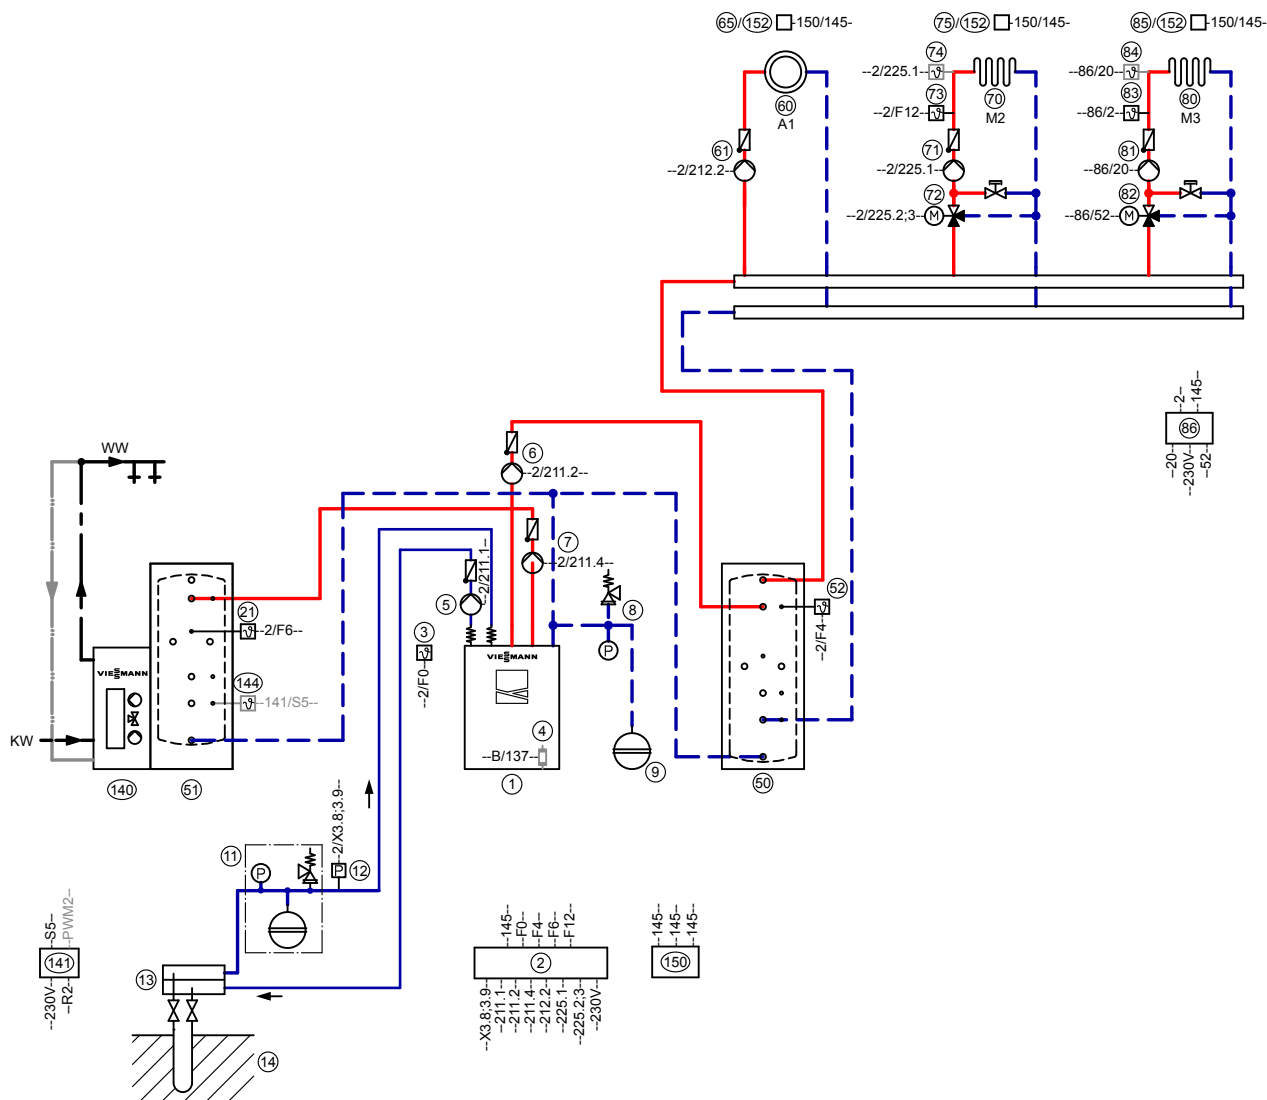 65/152 -150/145-
75/152 -150/145-
85/152 -150/145-
74
--2/225.1--
84
--86/20--
60
A1
73
--2/F12--
70
M2
83
--86/2--
80
M3
61
--2/212.2--
71
--2/225.1--
81
--86/20--
72
--2/225.2;3--
M
82
--86/52--
M
--2--
--145--
86
--20--
--230V--
--52--
WW
6
--2/211.2--
7
--2/211.4--
--2/211.1--
5
21
--2/F6--
3
--2/F0--
8
P
52
--2/F4--
VIESMANN
VIESMANN
144
--141/S5--
KW
4
--B/137--
140
51
1
9
50
--2/X3.8;3.9--
11
P
P
12
--S5--
--PWM2--
141
--230V--
--R2--
13
14
--145--
--F0--
--F4--
--F6--
--F12--
2
--X3.8;3.9--
--211.1--
--211.2--
--211.4--
--212.2--
--225.1--
--225.2;3--
--230V--
--145--
--145--
--145--
150